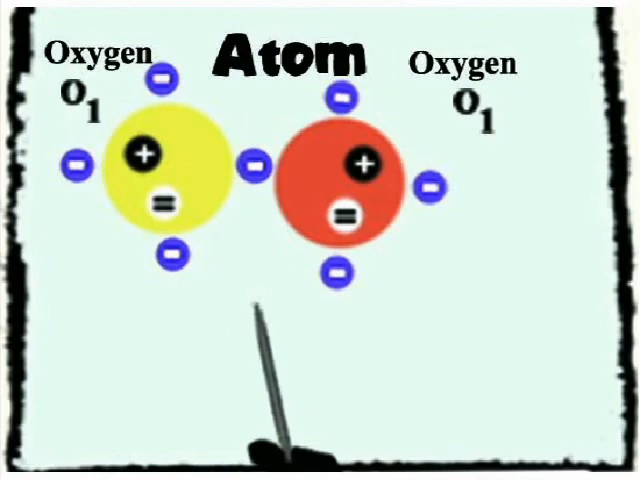 Atom
Oxygen
O1
Oxygen
O1
+
=
+
=
-
-
-
-
-
-
-